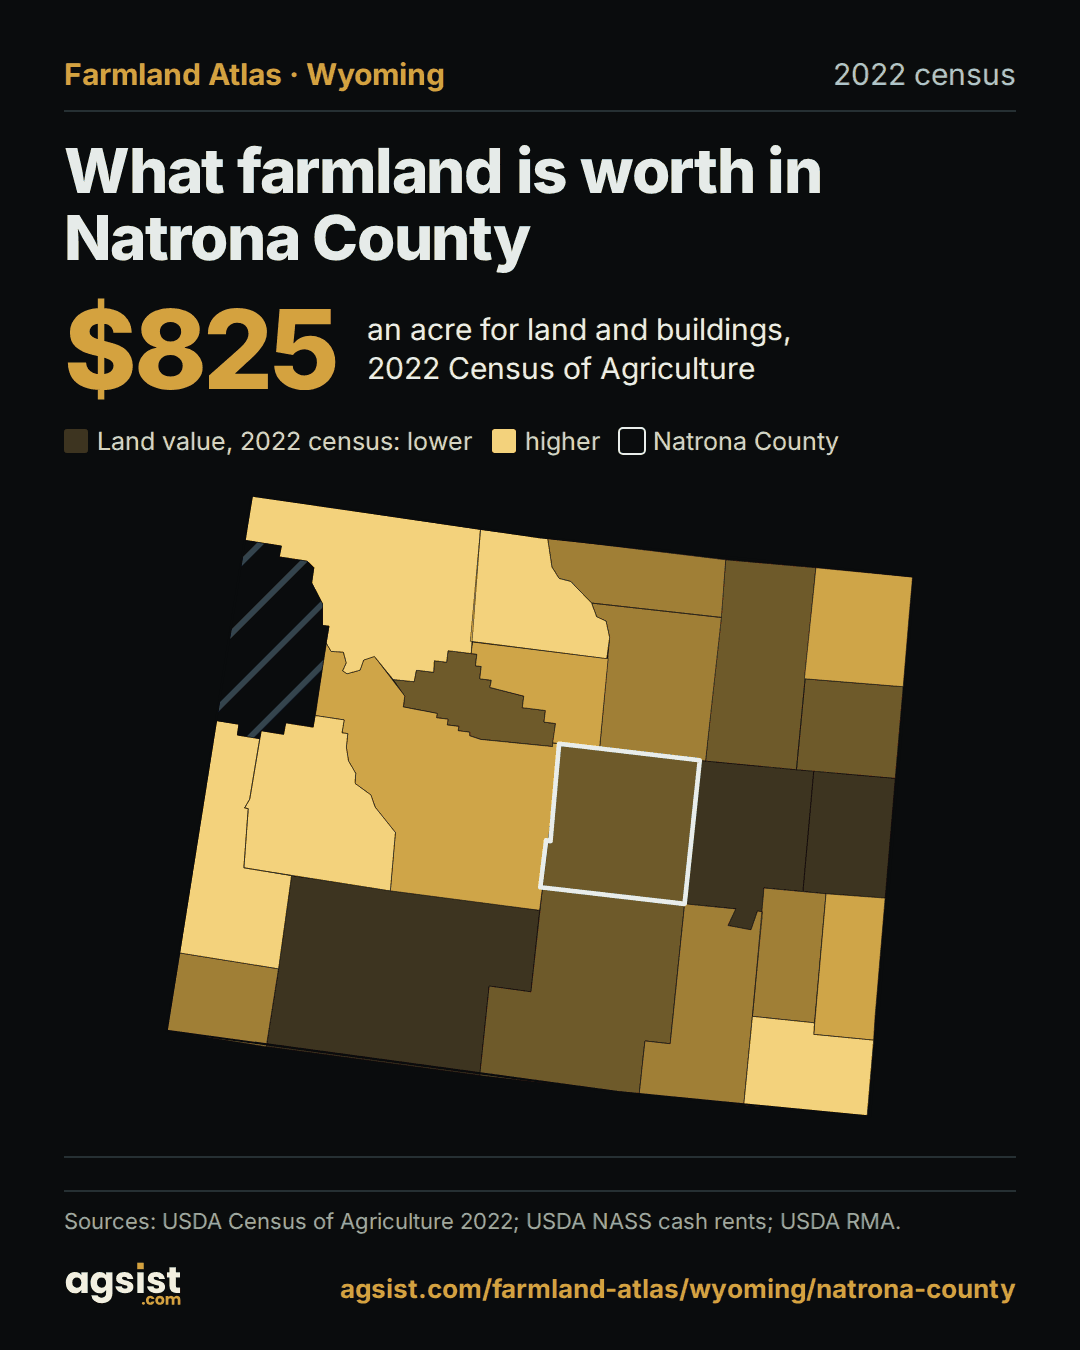 Farmland Atlas · Wyoming
2022 census
What farmland is worth in
Natrona County
$825
an acre for land and buildings,
2022 Census of Agriculture
Land value, 2022 census: lower
higher
Natrona County
Sources: USDA Census of Agriculture 2022; USDA NASS cash rents; USDA RMA.
agsist
.com
agsist.com/farmland-atlas/wyoming/natrona-county